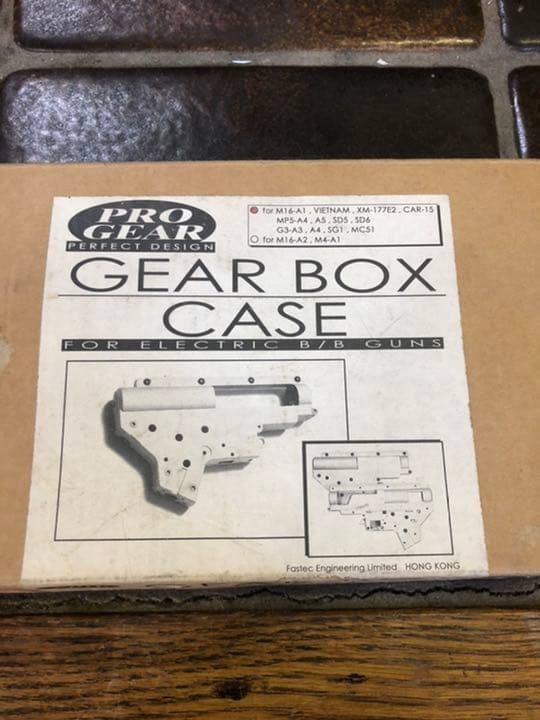 PRO
GEAR
PERFECT DESIGN
for M16-A1 , VIETNAM , XM-177E2 , CAR-15
MP5-A4 , A5 , SD5 , SD6
G3-A3 , A4 , SG1 , MC51
for M16-A2 , M4-A1
GEAR BOX
CASE
FOR ELECTRIC B/B GUNS
Fastec Engineering Limited HONG KONG